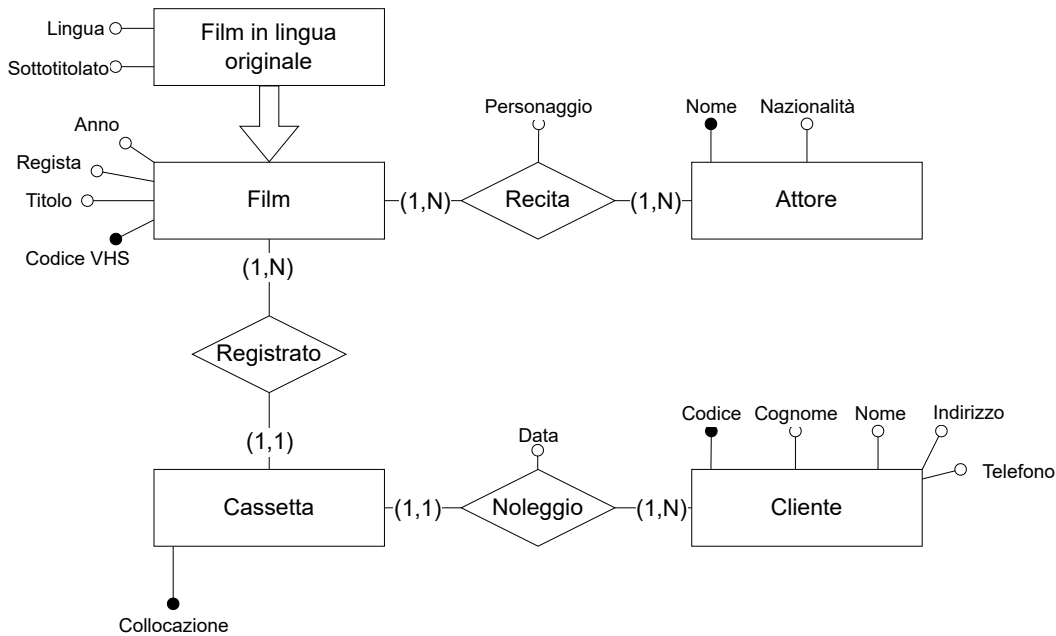 Lingua
Film in lingua
originale
Sottotitolato
Anno
Regista
Titolo
Codice VHS
Film
(1,N)
Personaggio
Recita
(1,N)
Nome
Nazionalità
Attore
(1,N)
Registrato
(1,1)
Cassetta
Collocazione
(1,1)
Data
Noleggio
(1,N)
Codice
Cognome
Nome
Indirizzo
Telefono
Cliente